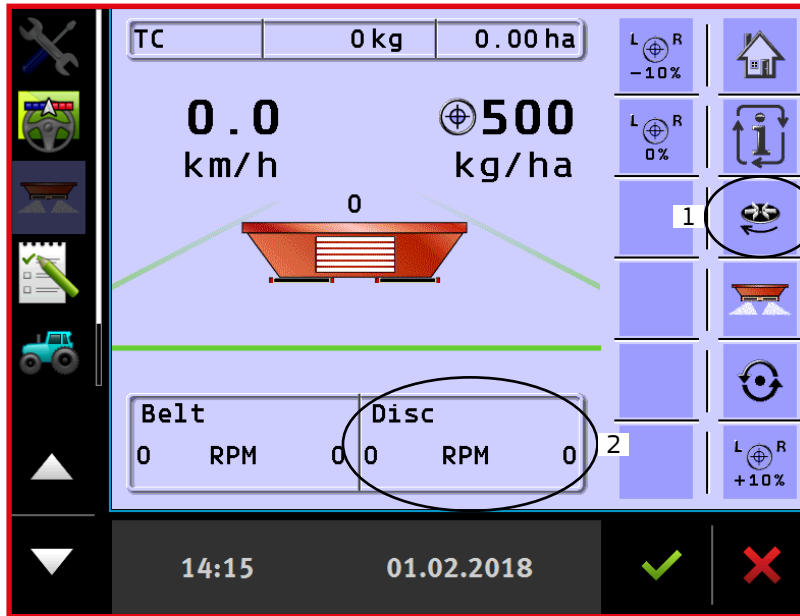 TC 0 kg 0.00 ha
0.0 500
km/h kg/ha
0
Belt Disc
0 RPM 0 0 RPM 0
L R
-10%
L R
0%
1
i
2
L R
+10%
14:15 01.02.2018